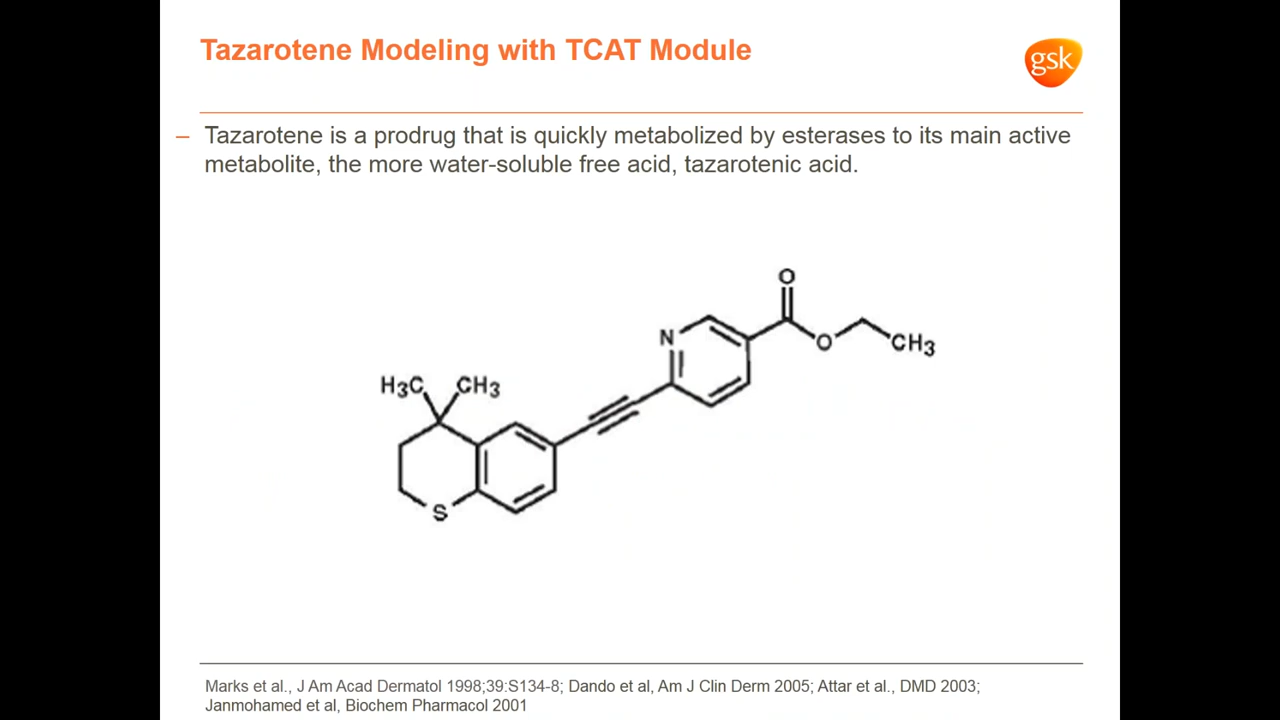 Tazarotene Modeling with TCAT Module
gsk
– Tazarotene is a prodrug that is quickly metabolized by esterases to its main active
metabolite, the more water-soluble free acid, tazarotenic acid.
O
N
O
CH3
H3C
CH3
S
Marks et al., J Am Acad Dermatol 1998;39:S134-8; Dando et al, Am J Clin Derm 2005; Attar et al., DMD 2003;
Janmohamed et al, Biochem Pharmacol 2001